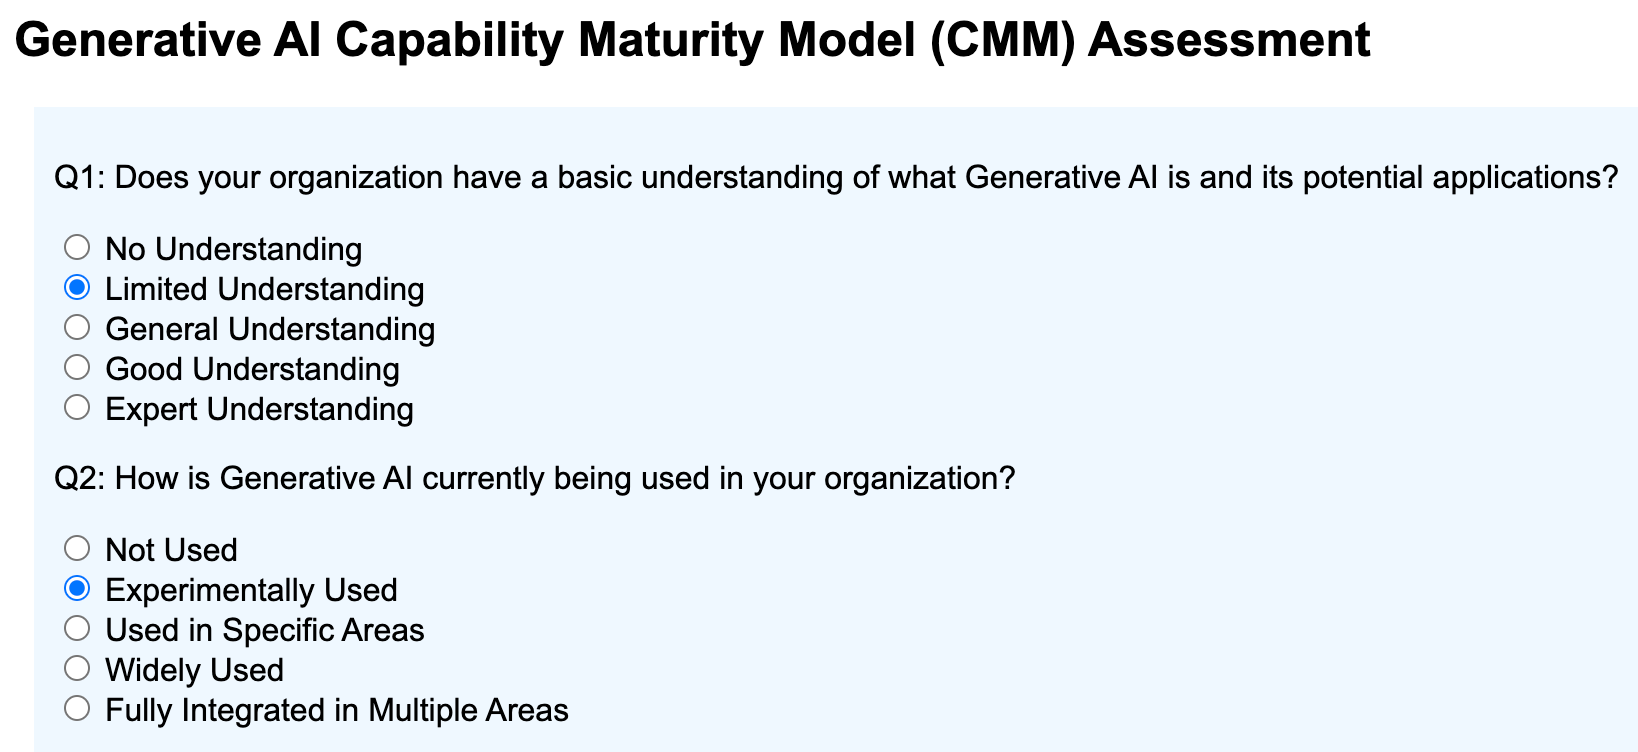 Generative AI Capability Maturity Model (CMM) Assessment
Q1: Does your organization have a basic understanding of what Generative AI is and its potential applications?
No Understanding
Limited Understanding
General Understanding
Good Understanding
Expert Understanding
Q2: How is Generative AI currently being used in your organization?
Not Used
Experimentally Used
Used in Specific Areas
Widely Used
Fully Integrated in Multiple Areas